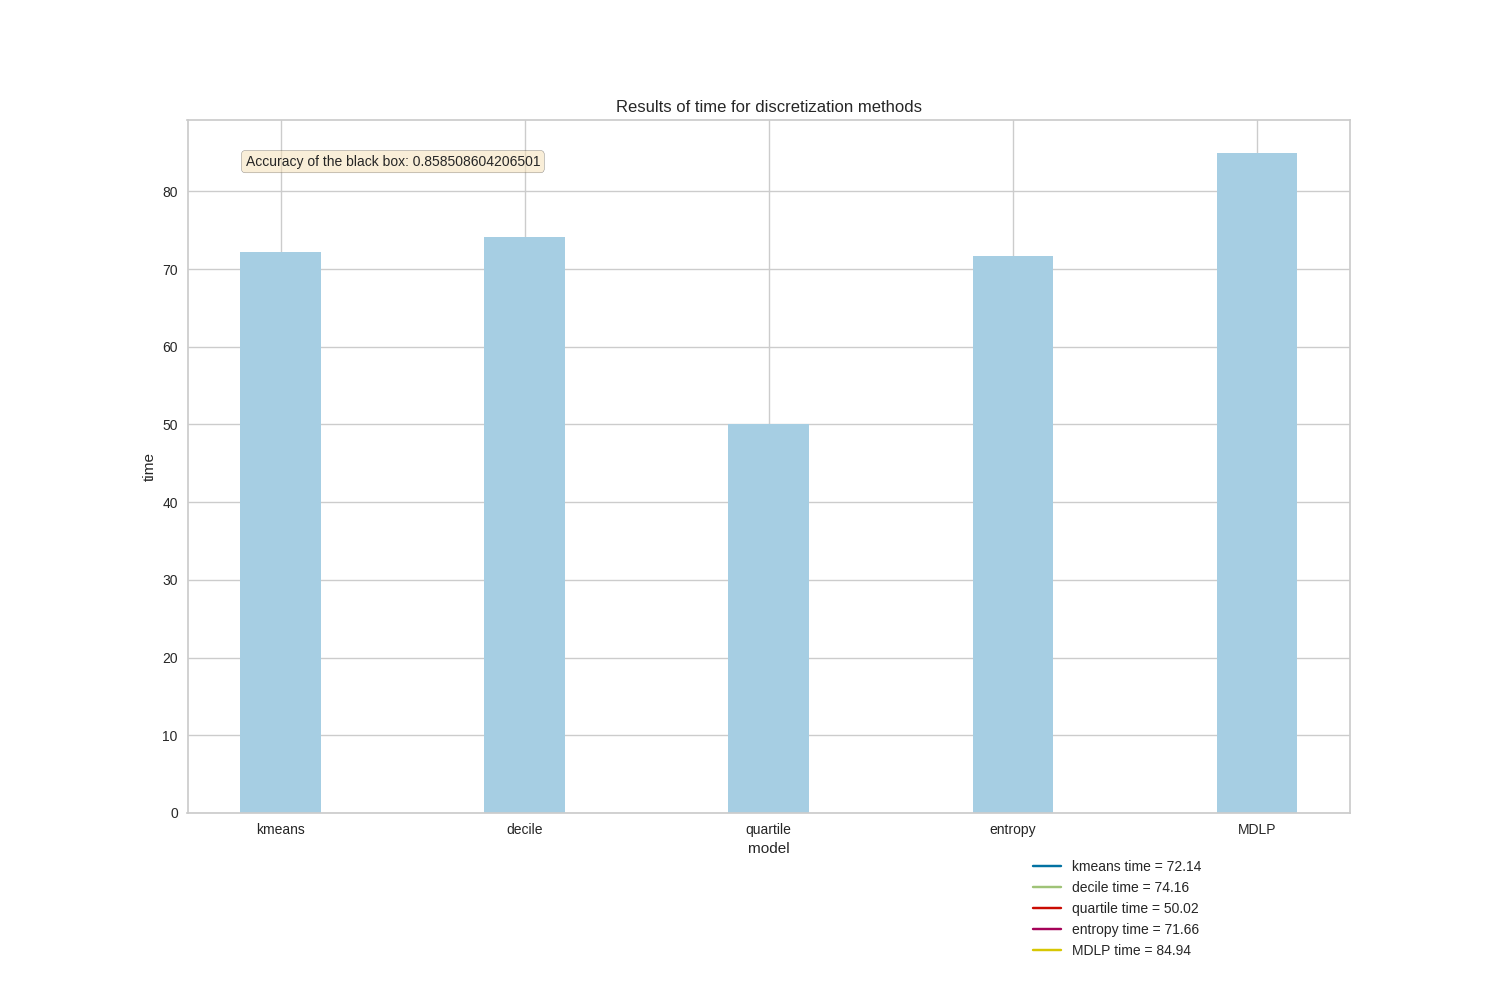 Results of time for discretization methods
Accuracy of the black box: 0.858508604206501
80
70
60
50
40
30
20
10
0
time
kmeans decile quartile entropy MDLP
model
kmeans time = 72.14
decile time = 74.16
quartile time = 50.02
entropy time = 71.66
MDLP time = 84.94